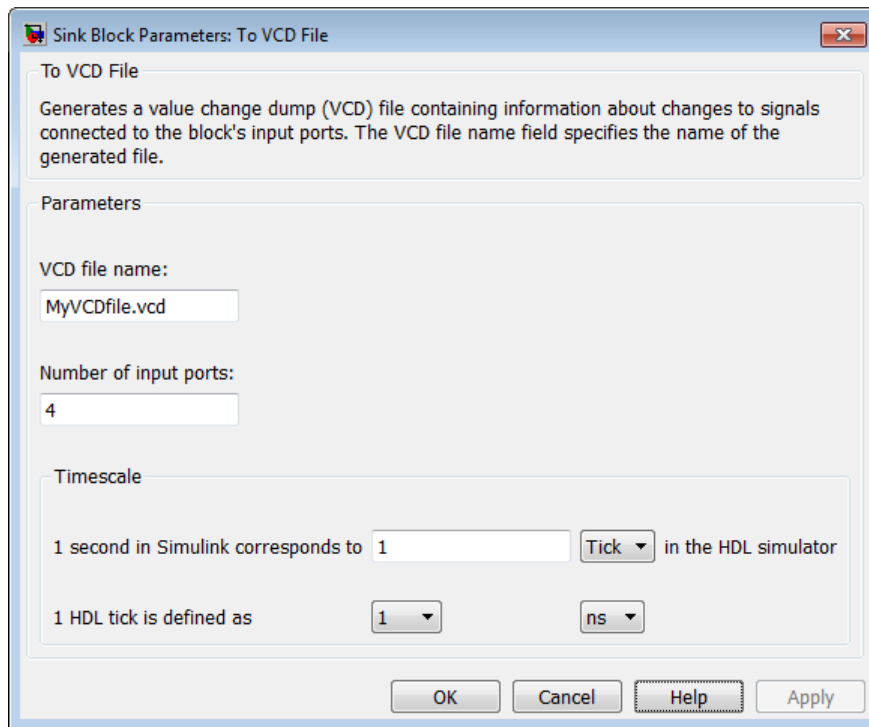 Sink Block Parameters: To VCD File
To VCD File
Generates a value change dump (VCD) file containing information about changes to signals
connected to the block's input ports. The VCD file name field specifies the name of the
generated file.
Parameters
VCD file name:
MyVCDfile.vcd
Number of input ports:
4
Timescale
1 second in Simulink corresponds to 1 Tick in the HDL simulator
1 HDL tick is defined as 1 ns
OK Cancel Help Apply